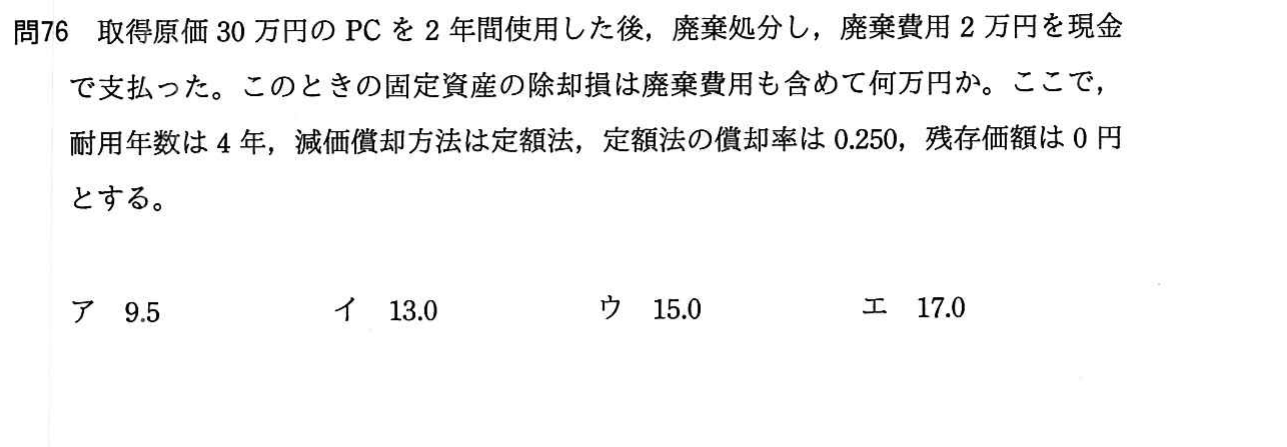 問76 取得原価 30 万円の PC を 2 年間使用した後，廃棄処分し，廃棄費用 2 万円を現金
で支払った。このときの固定資産の除却損は廃棄費用も含めて何万円か。ここで，
耐用年数は 4 年，減価償却方法は定額法，定額法の償却率は 0.250，残存価額は 0 円
とする。
ア 9.5 イ 13.0 ウ 15.0 エ 17.0